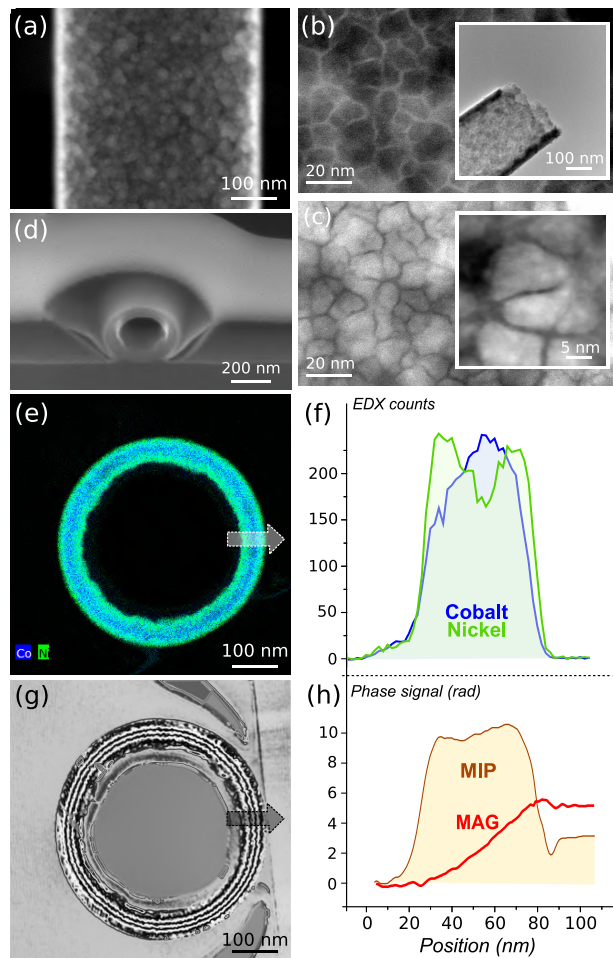 (a)
100 nm
(b)
20 nm
100 nm
(c)
20 nm
5 nm
(d)
200 nm
(e)
Co Ni
100 nm
(f)
EDX counts
200
150
100
50
0
Cobalt
Nickel
(g)
100 nm
(h)
Phase signal (rad)
10
8
6
4
2
0
MIP
MAG
0 20 40 60 80 100
Position (nm)